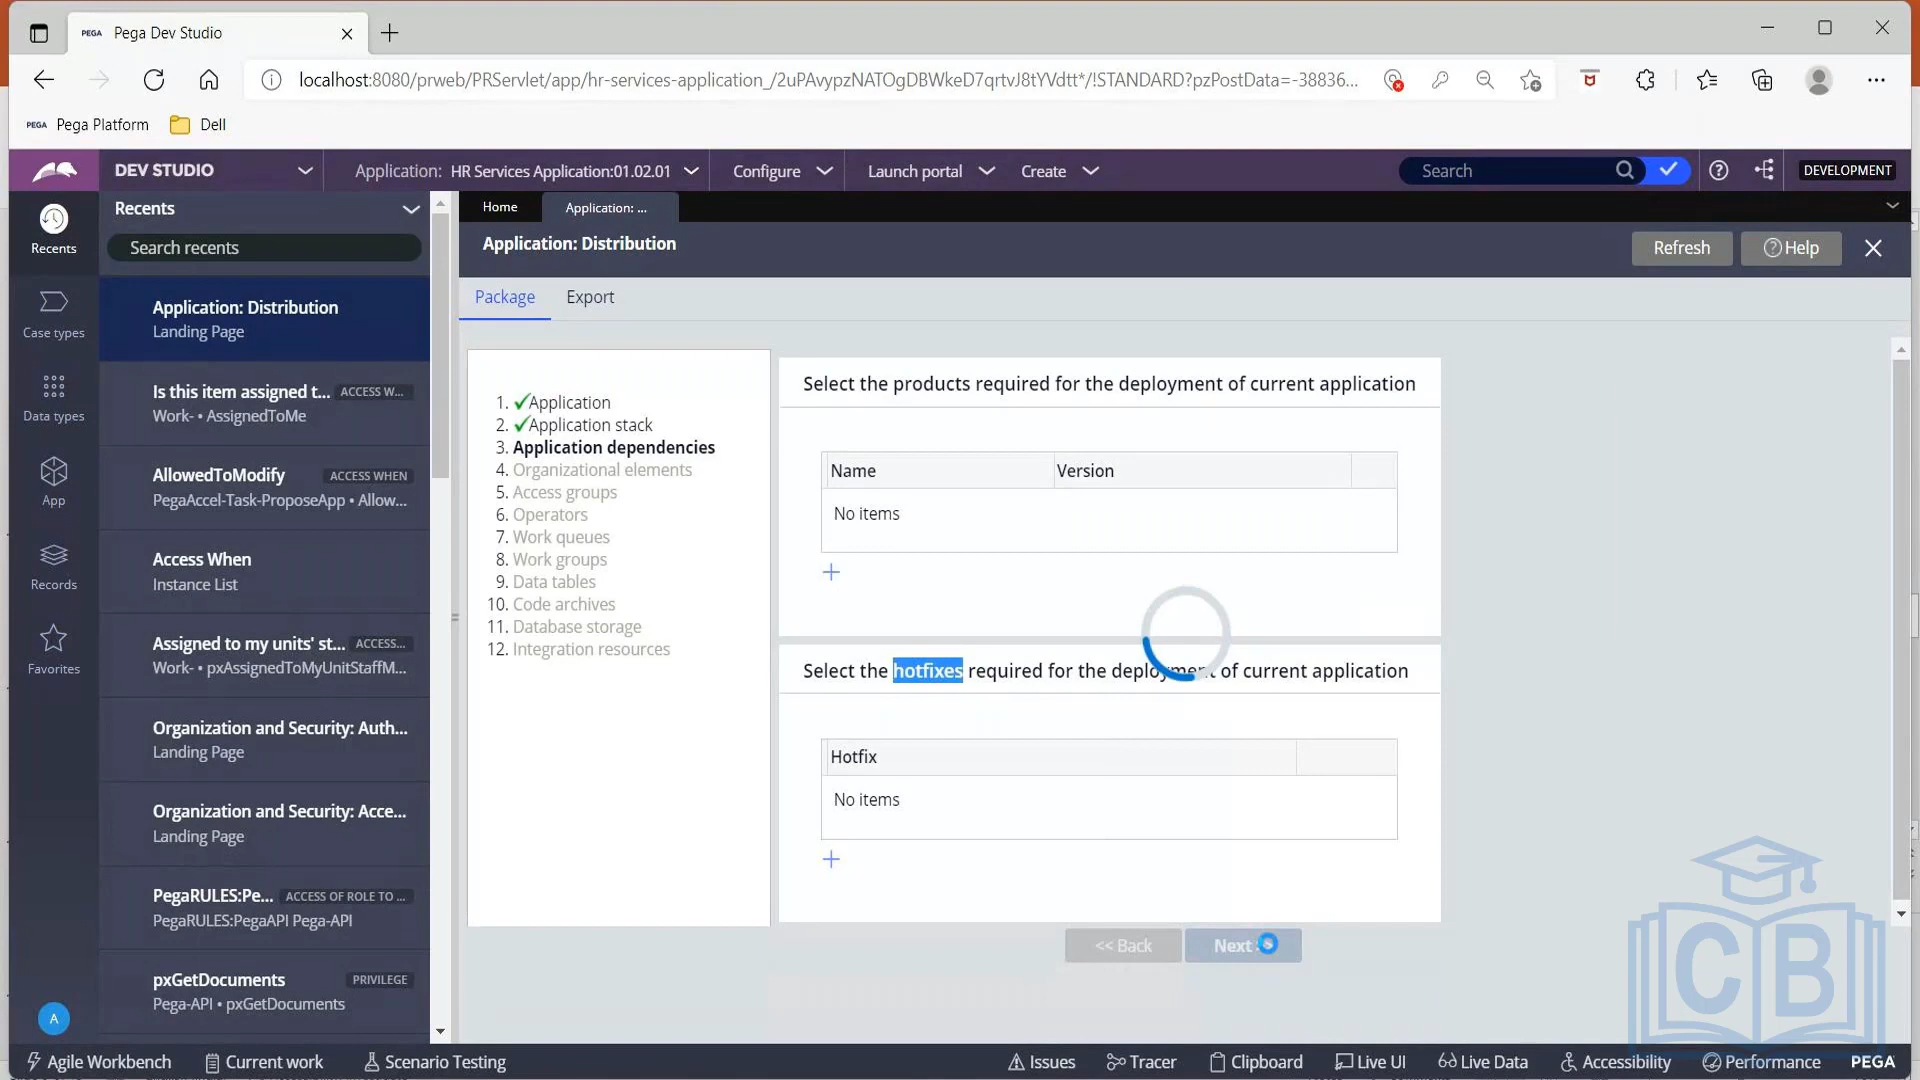 PEGA Pega Dev Studio
localhost:8080/prweb/PRServlet/app/hr-services-application_/2uPAvypzNATOgDBWkeD7qrtvJ8tYVdtt*/!STANDARD?pzPostData=-38836...
PEGA Pega Platform Dell
DEV STUDIO Application: HR Services Application:01.02.01 Configure Launch portal Create Search DEVELOPMENT
Recents
Search recents
Recents
Case types
Data types
App
Records
Favorites
A
Application: Distribution
Landing Page
Is this item assigned t... ACCESS W...
Work- • AssignedToMe
AllowedToModify ACCESS WHEN
PegaAccel-Task-ProposeApp • Allow...
Access When
Instance List
Assigned to my units' st... ACCESS...
Work- • pxAssignedToMyUnitStaffM...
Organization and Security: Auth...
Landing Page
Organization and Security: Acce...
Landing Page
PegaRULES:Pe... ACCESS OF ROLE TO ...
PegaRULES:PegaAPI Pega-API
pxGetDocuments PRIVILEGE
Pega-API • pxGetDocuments
Home Application: ...
Application: Distribution
Refresh Help
Package Export
1. Application
2. Application stack
3. Application dependencies
4. Organizational elements
5. Access groups
6. Operators
7. Work queues
8. Work groups
9. Data tables
10. Code archives
11. Database storage
12. Integration resources
Select the products required for the deployment of current application
Name Version
No items
Select the hotfixes required for the deployment of current application
Hotfix
No items
<< Back Next
CB
Agile Workbench Current work Scenario Testing Issues Tracer Clipboard Live UI Live Data Accessibility Performance PEGA